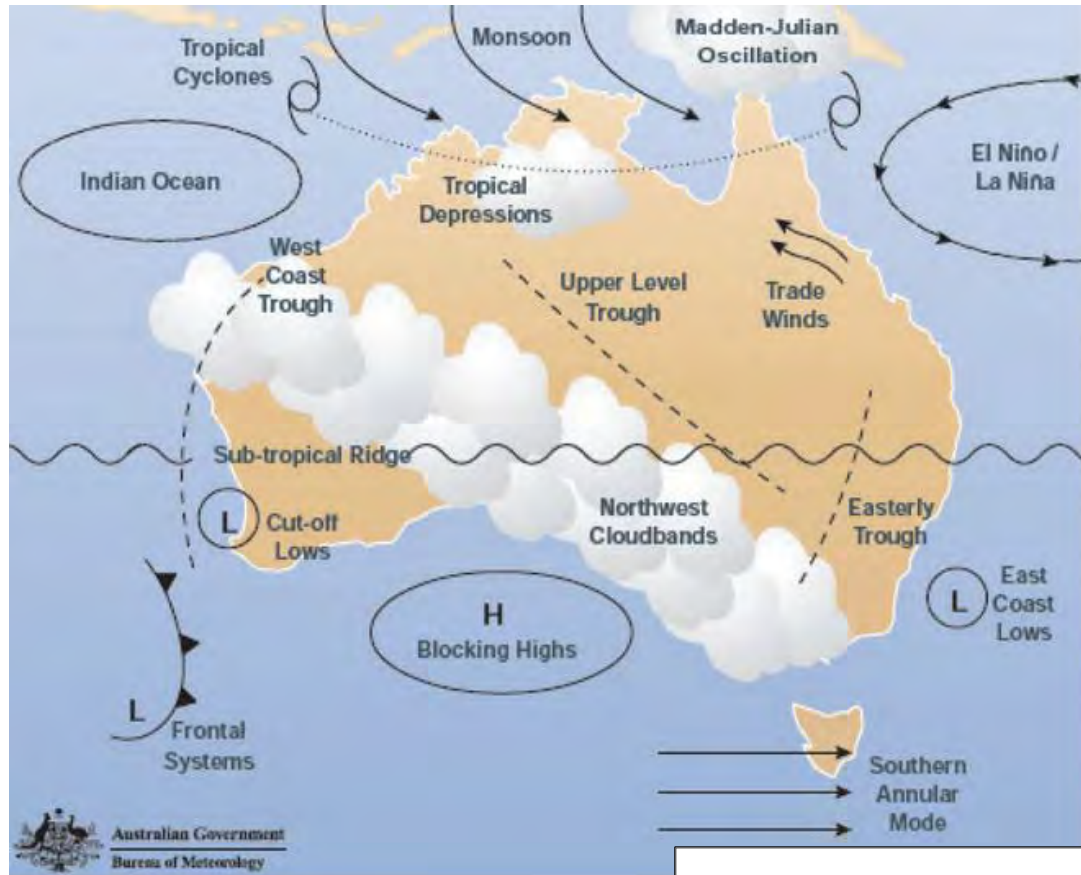 Tropical
Cyclones
Monsoon
Madden-Julian
Oscillation
Indian Ocean
El Niño /
La Niña
Tropical
Depressions
West
Coast
Trough
Upper Level
Trough
Trade
Winds
Sub-tropical Ridge
L
Cut-off
Lows
Northwest
Cloudbands
Easterly
Trough
H
Blocking Highs
L
East
Coast
Lows
L
Frontal
Systems
Southern
Annular
Mode
Australian Government
Bureau of Meteorology